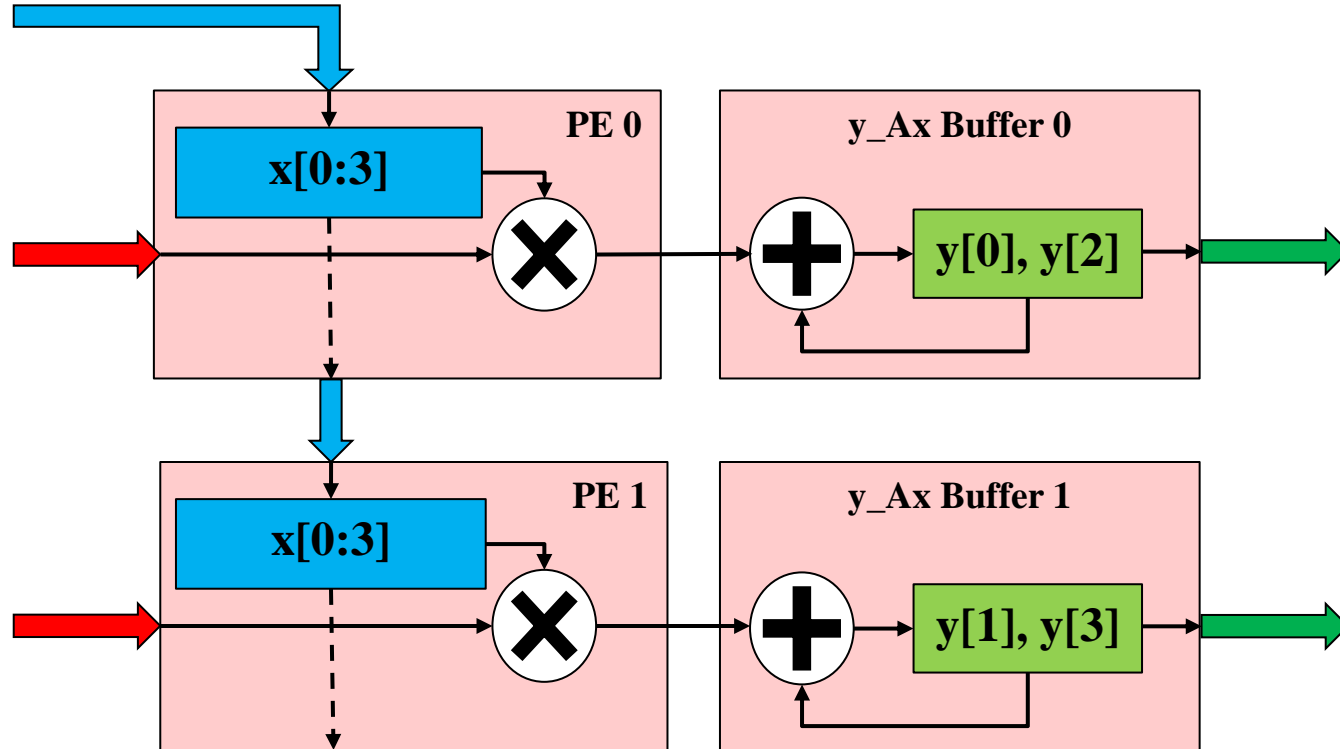 PE 0
x[0:3]
y_Ax Buffer 0
y[0], y[2]
PE 1
x[0:3]
y_Ax Buffer 1
y[1], y[3]